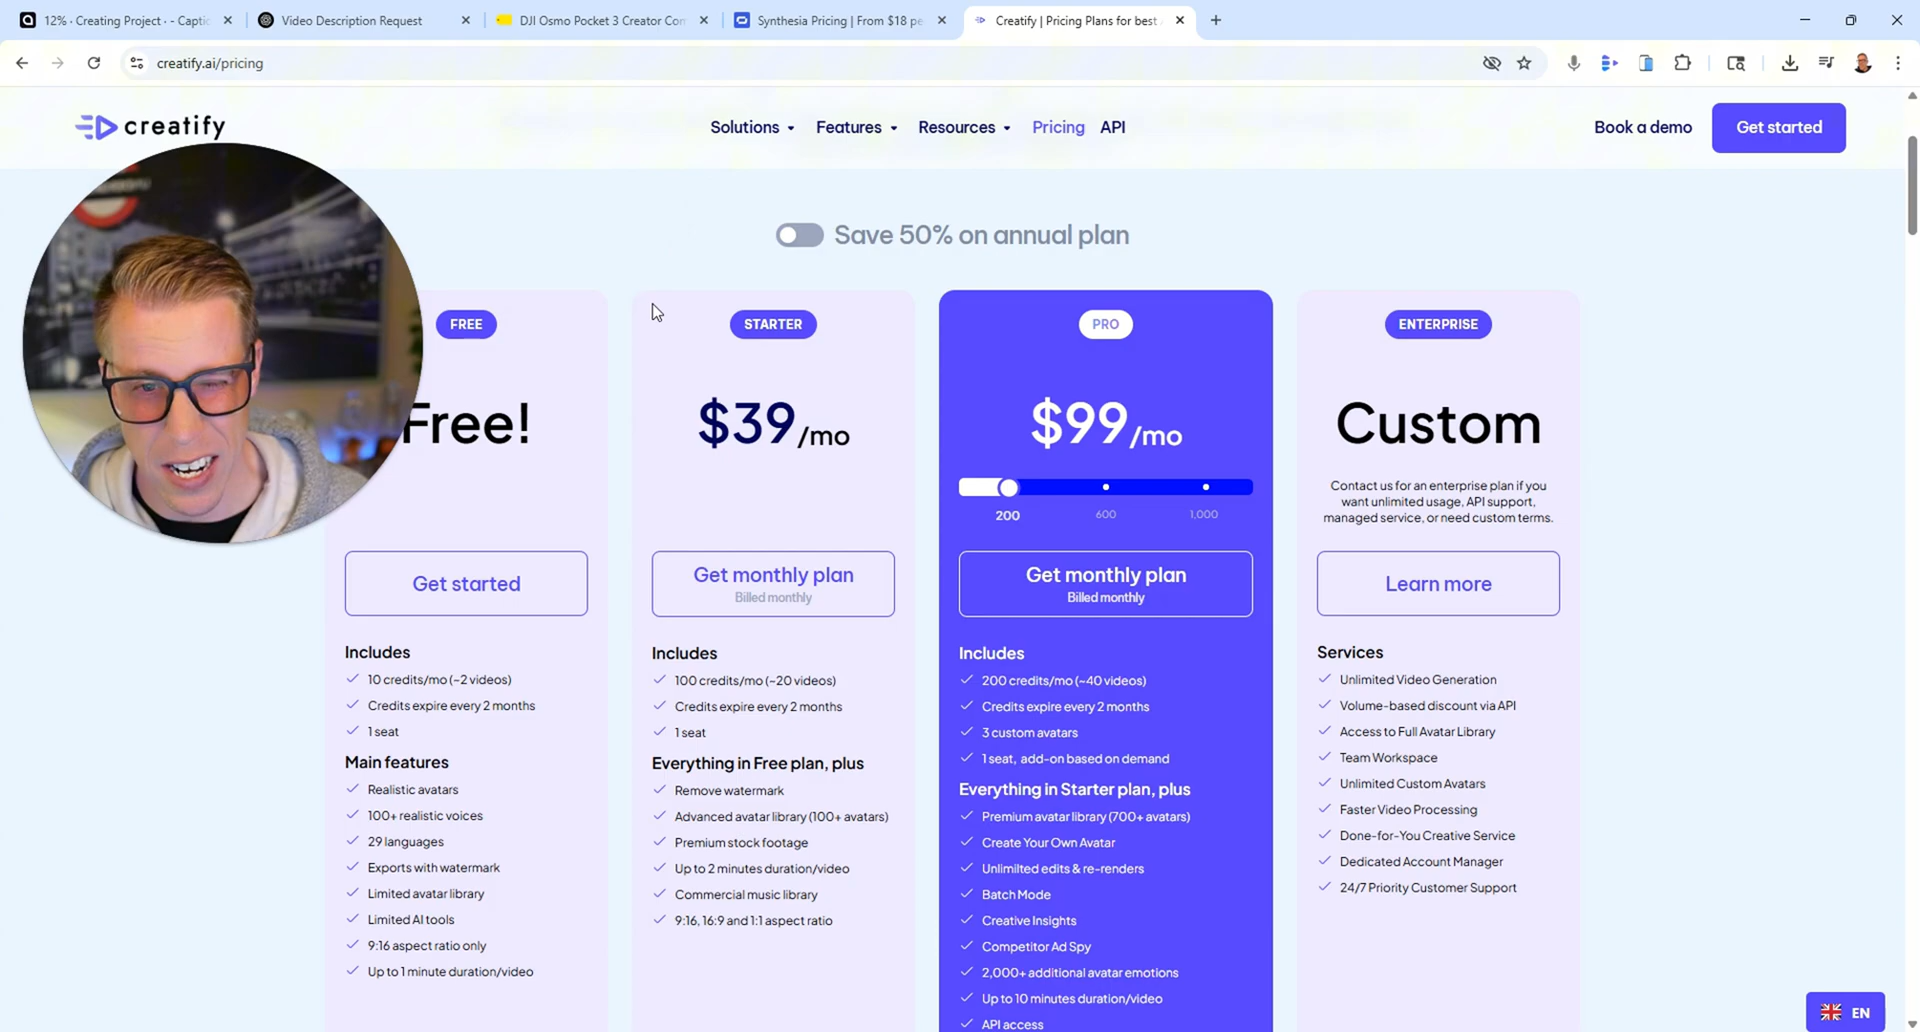 12% · Creating Project · - Captic
Video Description Request
DJI Osmo Pocket 3 Creator Com
Synthesia Pricing | From $18 pe
Creatify | Pricing Plans for best
creatify.ai/pricing
creatify
Solutions
Features
Resources
Pricing
API
Book a demo
Get started
Save 50% on annual plan
FREE
Free!
Get started
Includes
10 credits/mo (~2 videos)
Credits expire every 2 months
1 seat
Main features
Realistic avatars
100+ realistic voices
29 languages
Exports with watermark
Limited avatar library
Limited AI tools
9:16 aspect ratio only
Up to 1 minute duration/video
STARTER
$39/mo
Get monthly plan
Billed monthly
Includes
100 credits/mo (~20 videos)
Credits expire every 2 months
1 seat
Everything in Free plan, plus
Remove watermark
Advanced avatar library (100+ avatars)
Premium stock footage
Up to 2 minutes duration/video
Commercial music library
9:16, 16:9 and 1:1 aspect ratio
PRO
$99/mo
200
600
1,000
Get monthly plan
Billed monthly
Includes
200 credits/mo (~40 videos)
Credits expire every 2 months
3 custom avatars
1 seat, add-on based on demand
Everything in Starter plan, plus
Premium avatar library (700+ avatars)
Create Your Own Avatar
Unlimilted edits & re-renders
Batch Mode
Creative Insights
Competitor Ad Spy
2,000+ additional avatar emotions
Up to 10 minutes duration/video
API access
ENTERPRISE
Custom
Contact us for an enterprise plan if you
want unlimited usage, API support,
managed service, or need custom terms.
Learn more
Services
Unlimited Video Generation
Volume-based discount via API
Access to Full Avatar Library
Team Workspace
Unlimited Custom Avatars
Faster Video Processing
Done-for-You Creative Service
Dedicated Account Manager
24/7 Priority Customer Support
EN